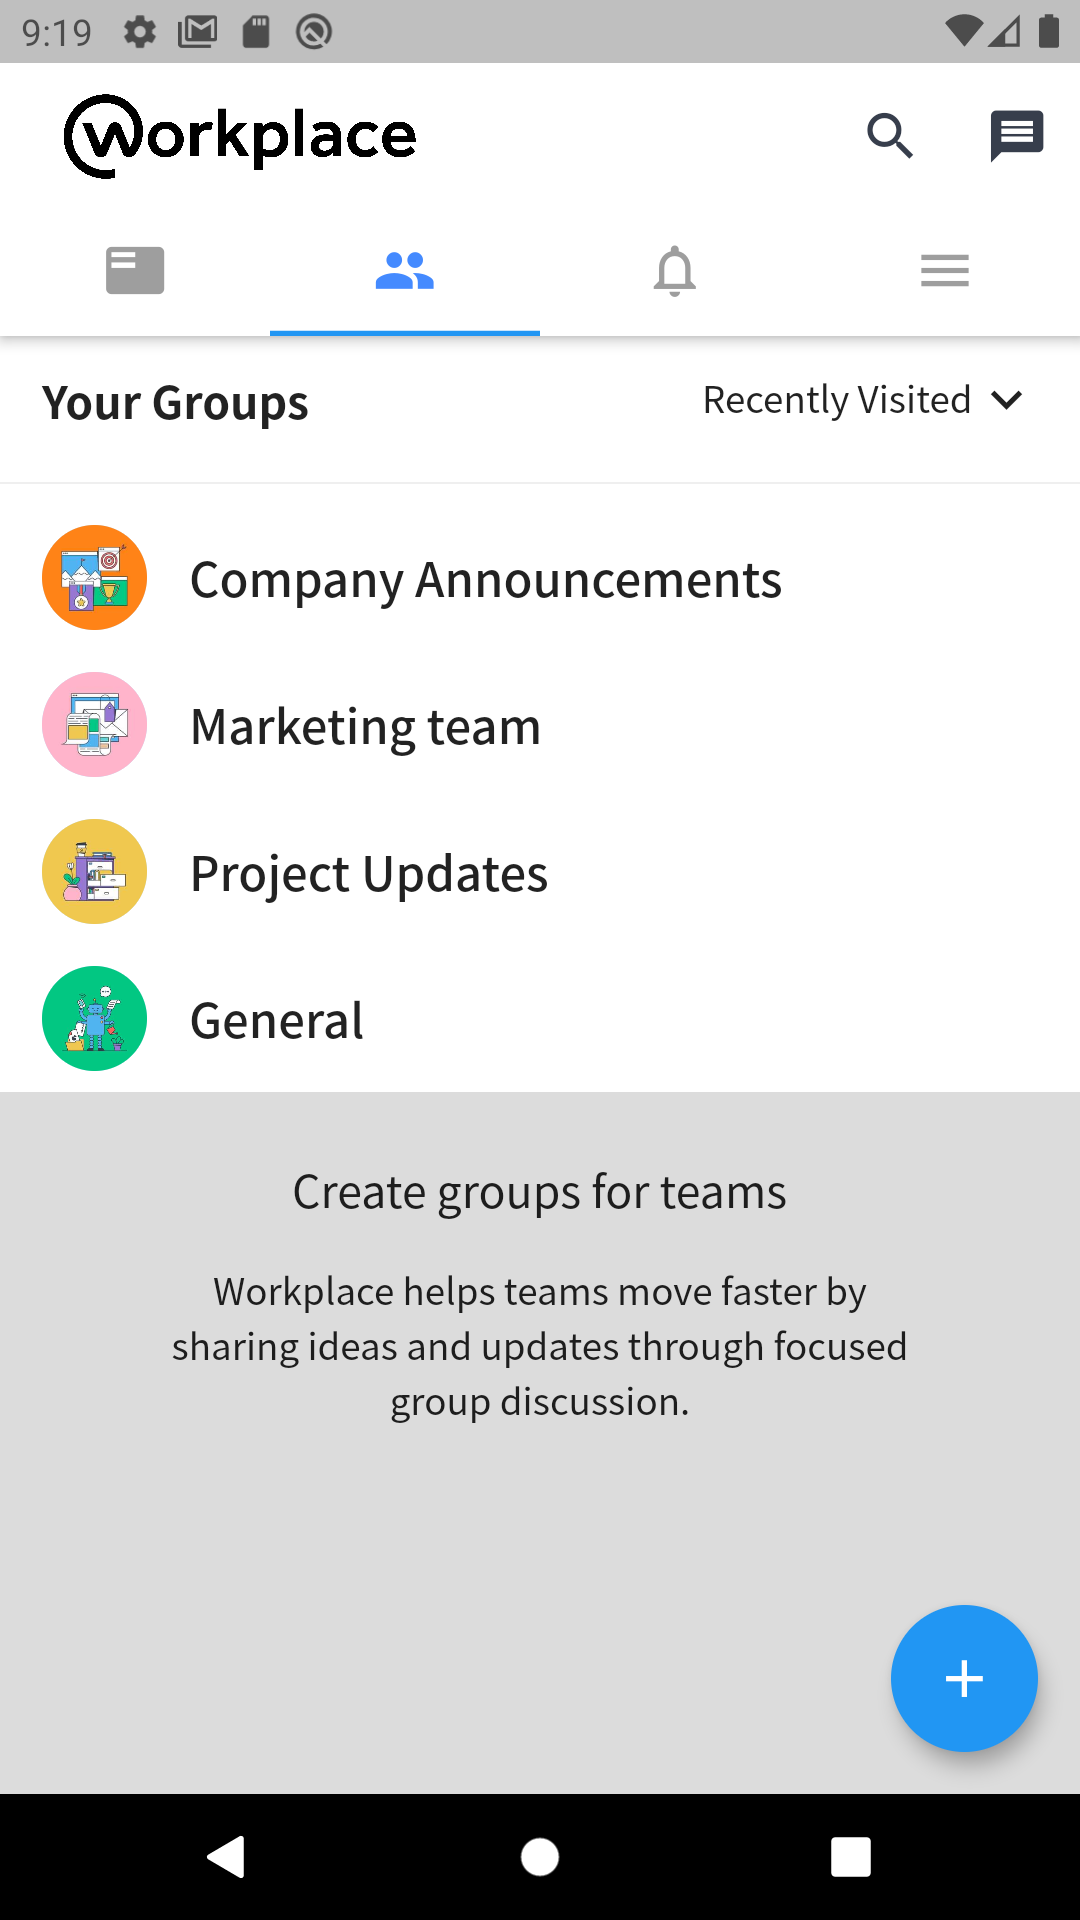 9:19
Workplace
Your Groups
Recently Visited
Company Announcements
Marketing team
Project Updates
General
Create groups for teams
Workplace helps teams move faster by
sharing ideas and updates through focused
group discussion.